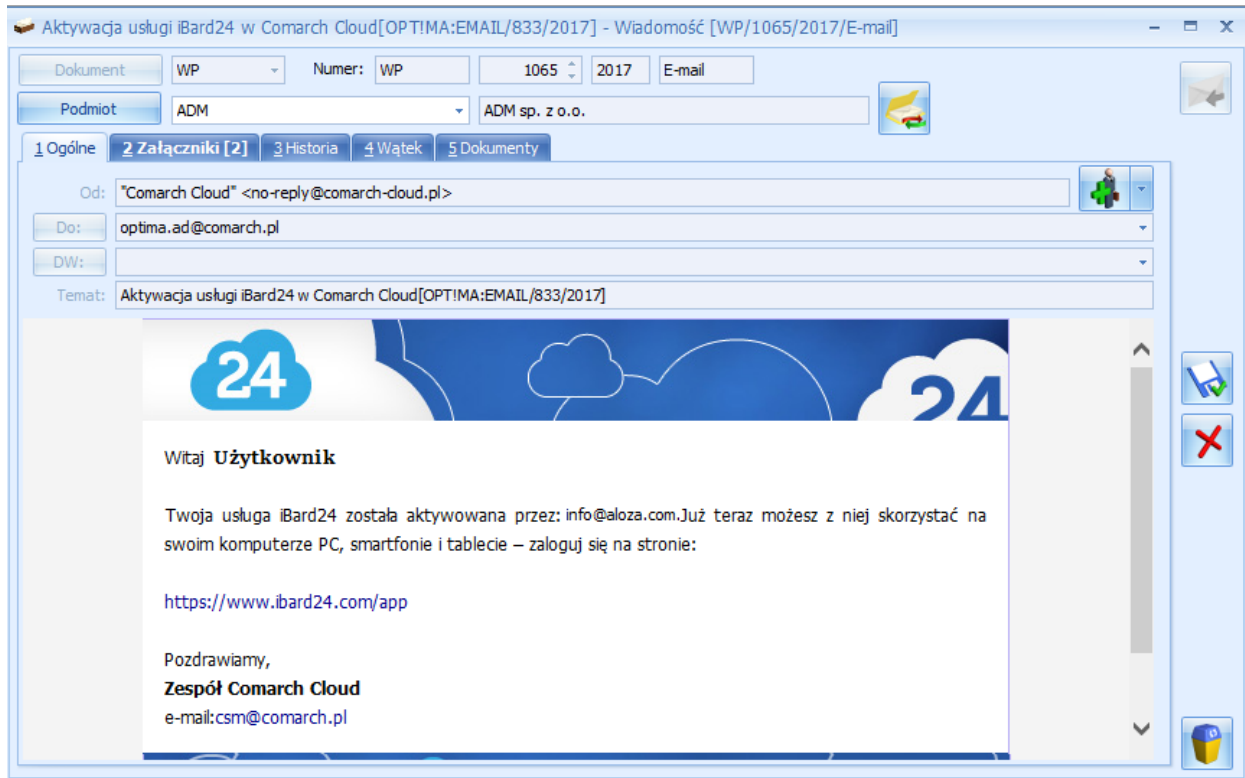 Aktywacja usługi iBard24 w Comarch Cloud[OPT!MA:EMAIL/833/2017] - Wiadomość [WP/1065/2017/E-mail]
Dokument WP Numer: WP 1065 2017 E-mail
Podmiot ADM ADM sp. z o.o.
1 Ogólne 2 Załączniki [2] 3 Historia 4 Wątek 5 Dokumenty
Od: "Comarch Cloud" <no-reply@comarch-cloud.pl>
Do: optima.ad@comarch.pl
DW:
Temat: Aktywacja usługi iBard24 w Comarch Cloud[OPT!MA:EMAIL/833/2017]
24 24
Witaj Użytkownik
Twoja usługa iBard24 została aktywowana przez: info@aloza.com.Już teraz możesz z niej skorzystać na
swoim komputerze PC, smartfonie i tablecie – zaloguj się na stronie:
https://www.ibard24.com/app
Pozdrawiamy,
Zespół Comarch Cloud
e-mail:csm@comarch.pl